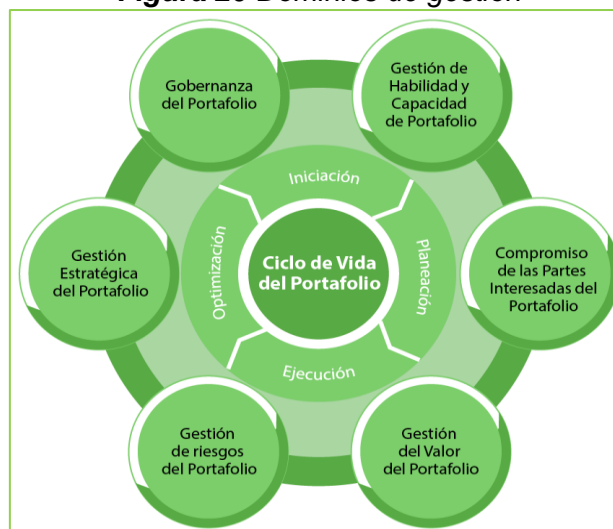 Figura 20 Dominios de gestión
Gobernanza
del Portafolio
Gestión de
Habilidad y
Capacidad
de Portafolio
Iniciación
Gestión
Estratégica
del Portafolio
Optimización
Ciclo de Vida
del Portafolio
Planeación
Compromiso
de las Partes
Interesadas del
Portafolio
Ejecución
Gestión
de riesgos
del Portafolio
Gestión
del Valor
del Portafolio